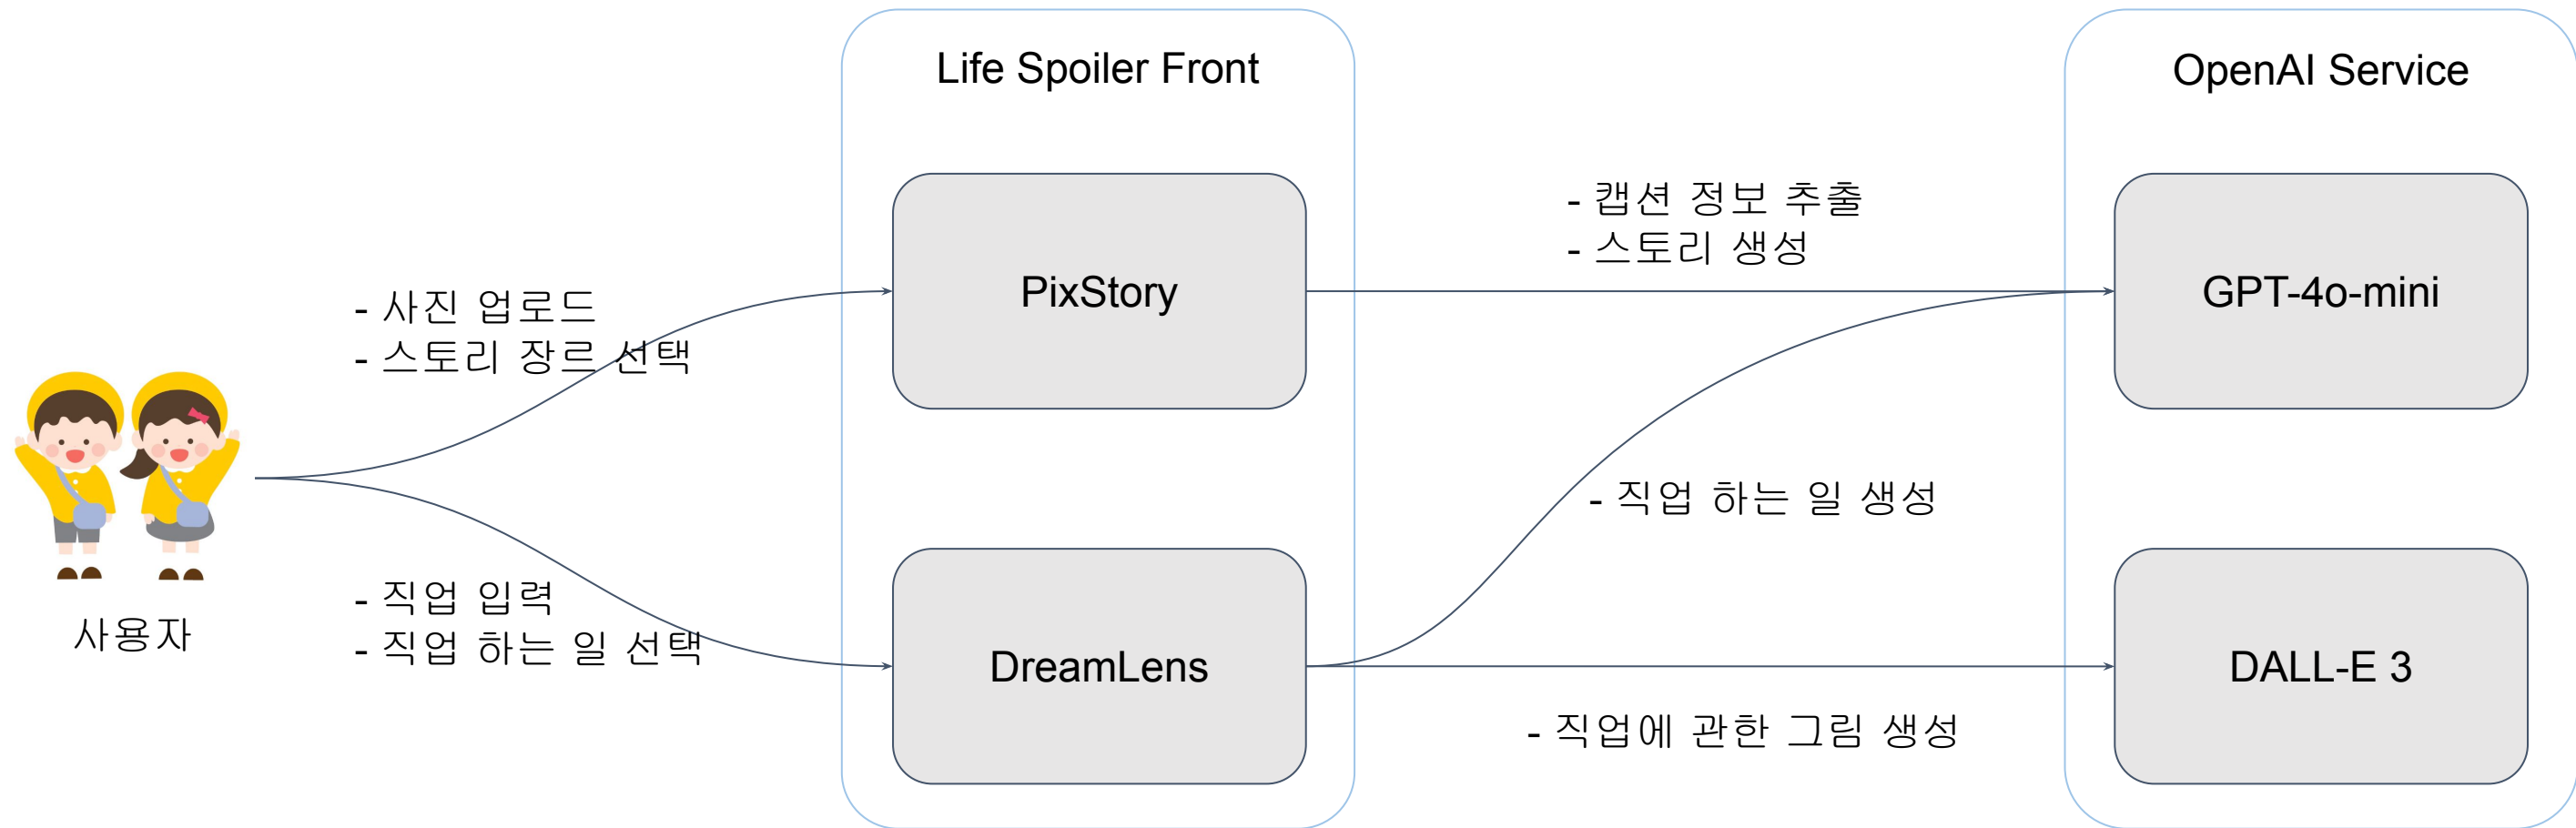 Life Spoiler Front
OpenAI Service
- 캡션 정보 추출
- 스토리 생성
PixStory
GPT-4o-mini
- 사진 업로드
- 스토리 장르 선택
- 직업 하는 일 생성
- 직업 입력
- 직업 하는 일 선택
사용자
DreamLens
DALL-E 3
- 직업에 관한 그림 생성